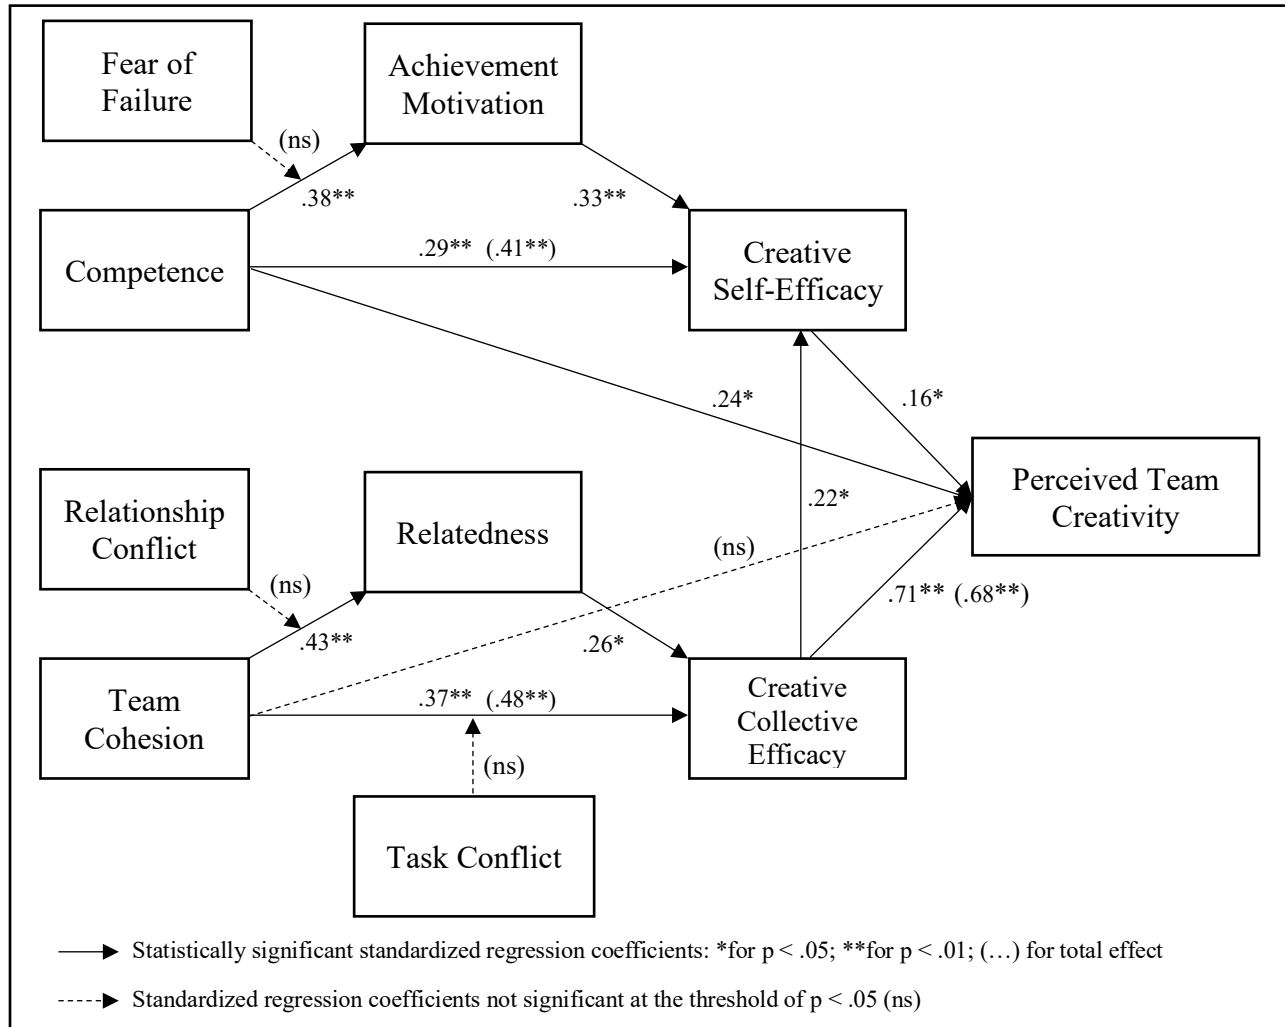 Fear of
Failure
Achievement
Motivation
(ns)
.38**
.33**
Competence
.29** (.41**)
Creative
Self-Efficacy
.24*
.16*
Relationship
Conflict
Relatedness
.22*
Perceived Team
Creativity
(ns)
(ns)
.43**
.26*
.71** (.68**)
Team
Cohesion
.37** (.48**)
Creative
Collective
Efficacy
(ns)
Task Conflict
Statistically significant standardized regression coefficients: *for p < .05; **for p < .01; (…) for total effect
Standardized regression coefficients not significant at the threshold of p < .05 (ns)